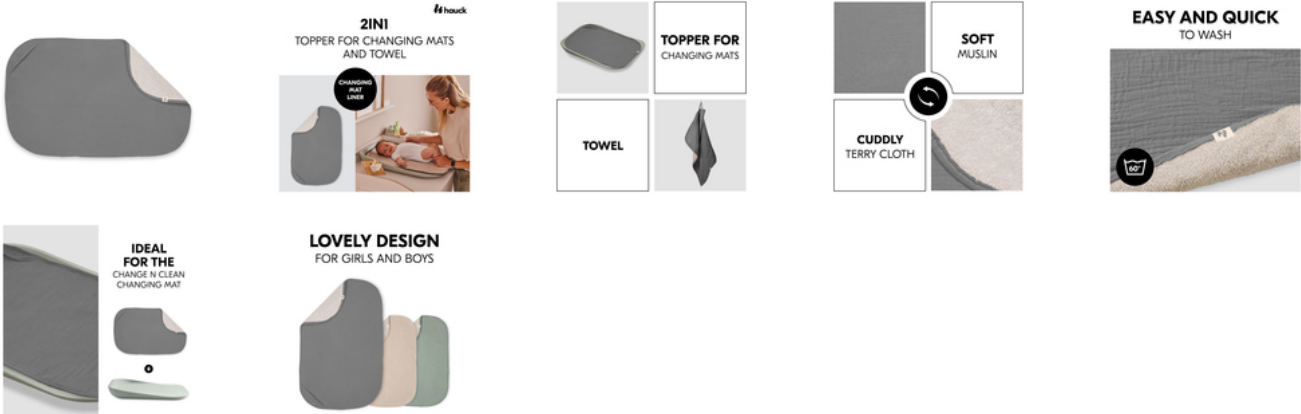 hauck
2IN1
TOPPER FOR CHANGING MATS
AND TOWEL
CHANGING
MAT
LINER
TOPPER FOR
CHANGING MATS
TOWEL
SOFT
MUSLIN
CUDDLY
TERRY CLOTH
EASY AND QUICK
TO WASH
60°
IDEAL
FOR THE
CHANGE N CLEAN
CHANGING MAT
LOVELY DESIGN
FOR GIRLS AND BOYS